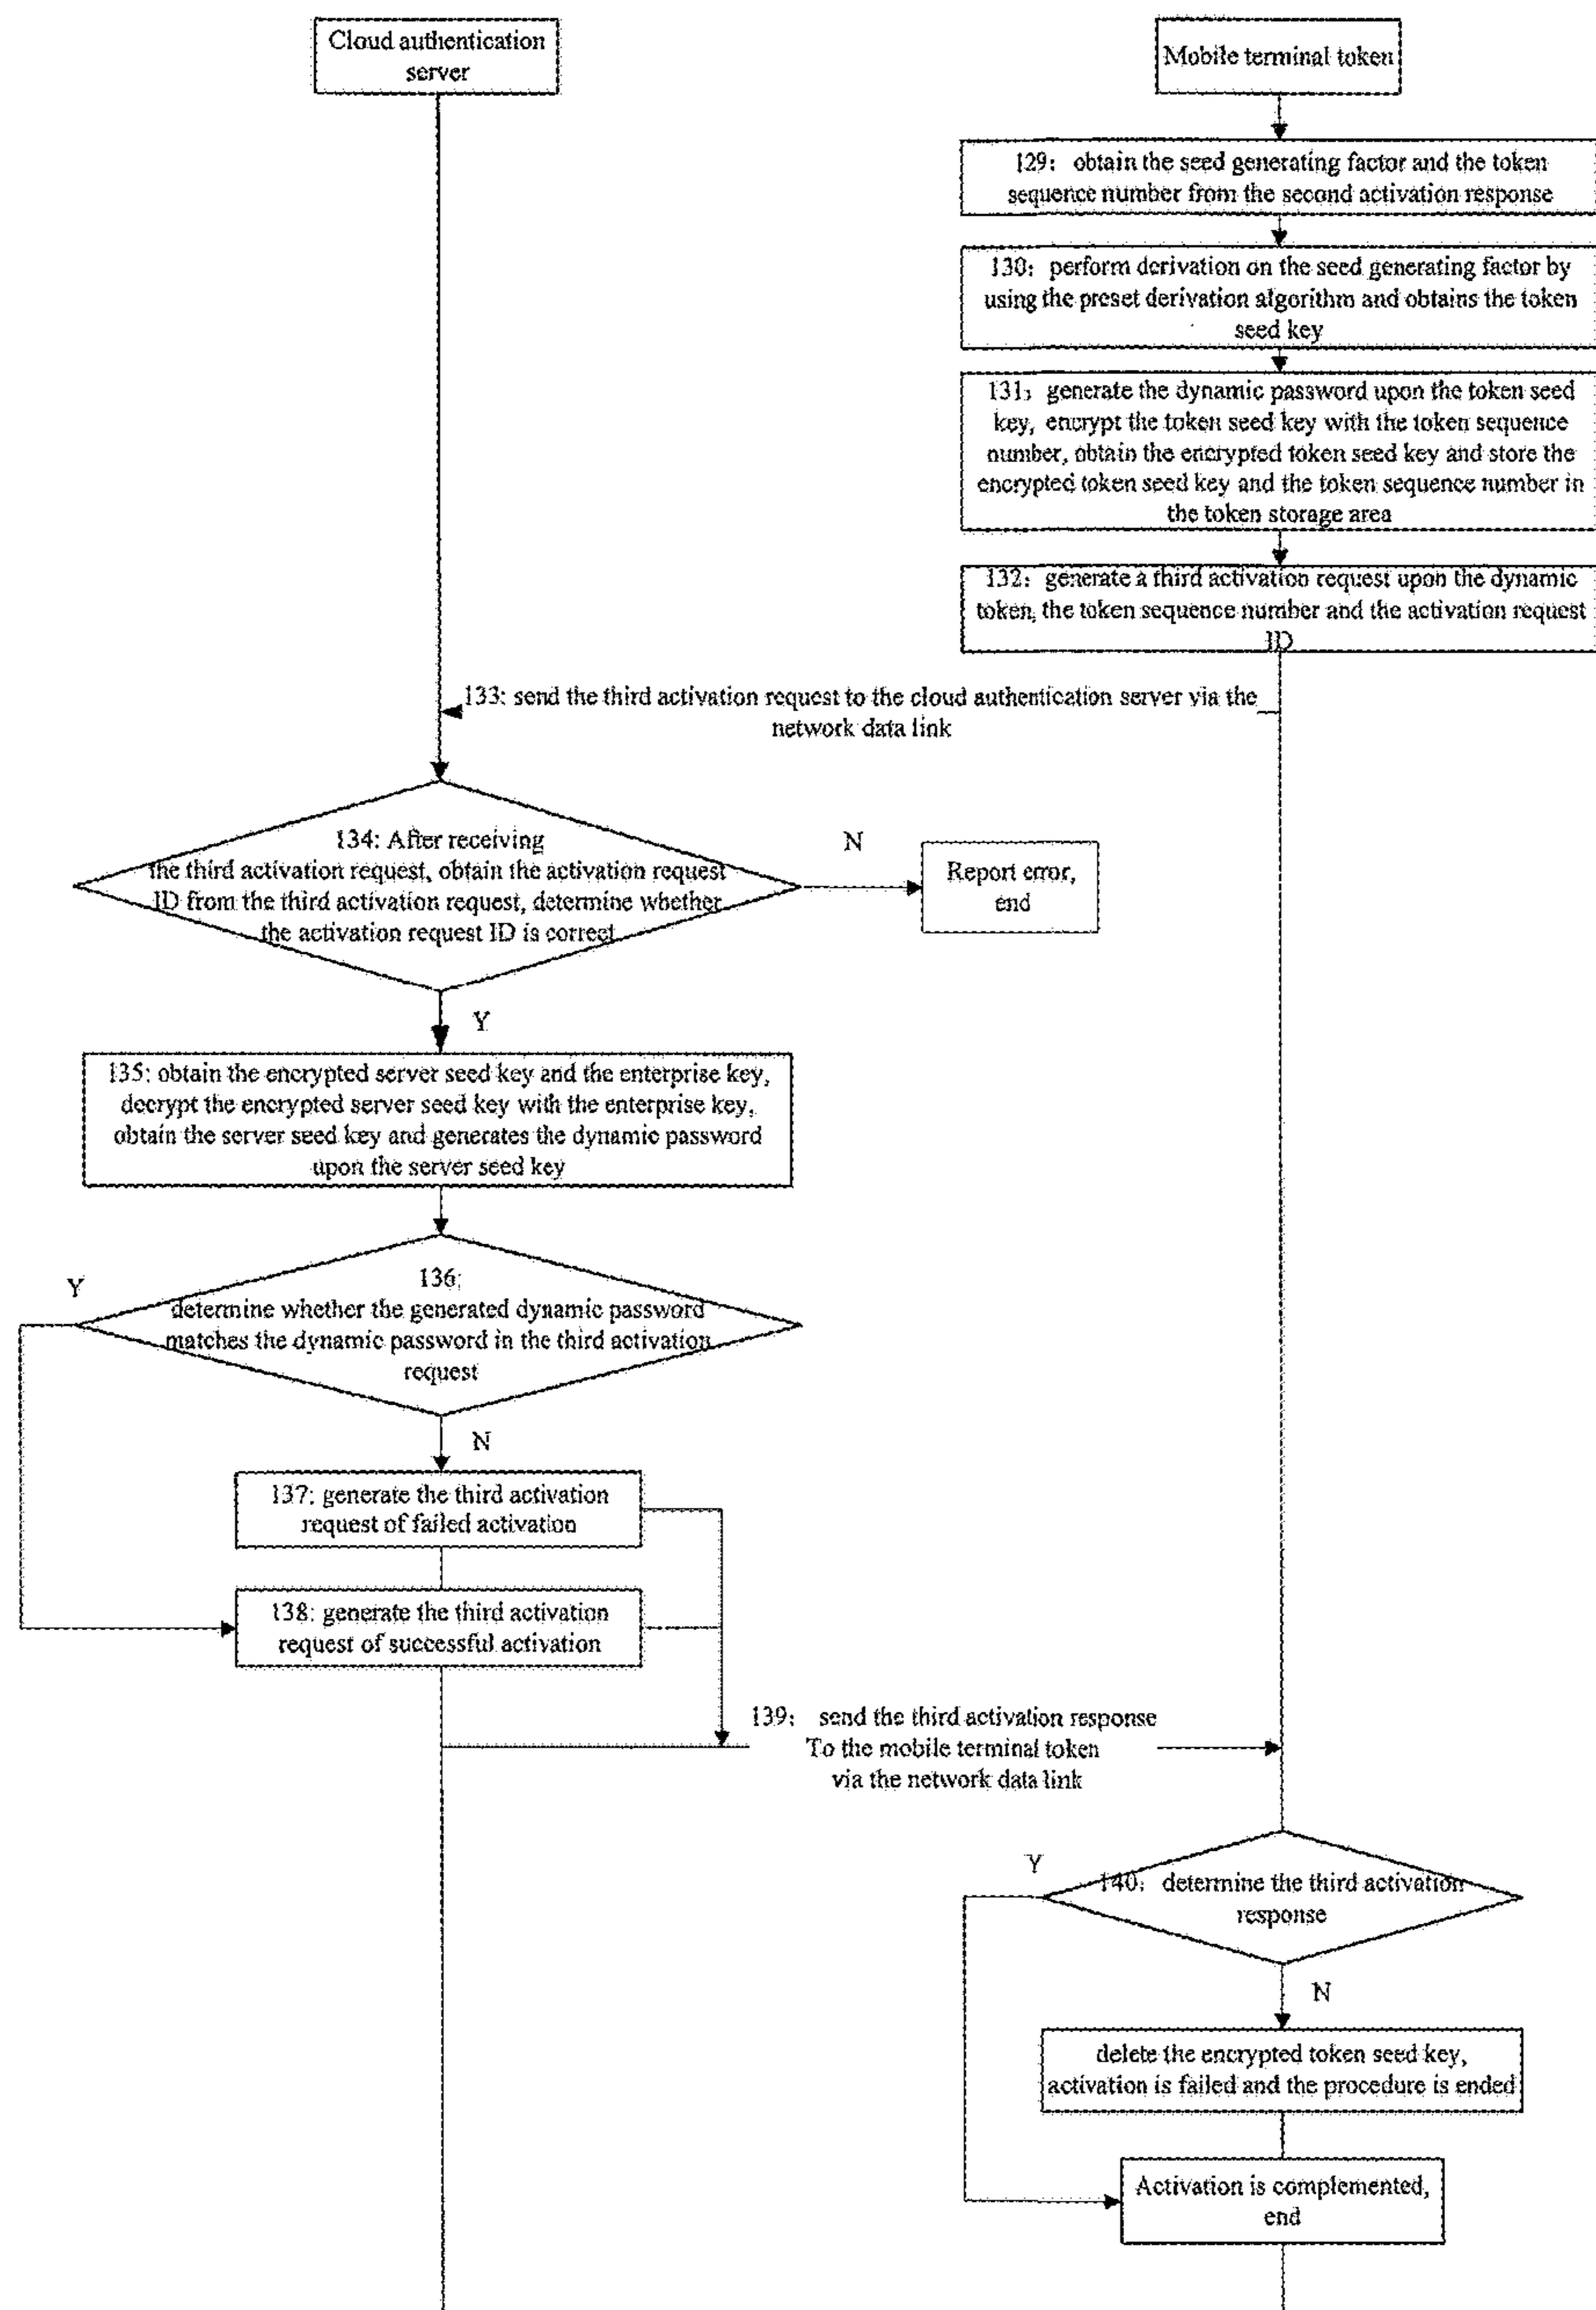 Cloud authentication
server
Mobile terminal token
129: obtain the seed generating factor and the token
sequence number from the second activation response
130: perform derivation on the seed generating factor by
using the preset derivation algorithm and obtains the token
seed key
131: generate the dynamic password upon the token seed
key, encrypt the token seed key with the token sequence
number, obtain the encrypted token seed key and store the
encrypted token seed key and the token sequence number in
the token storage area
132: generate a third activation request upon the dynamic
token, the token sequence number and the activation request
ID
133: send the third activation request to the cloud authentication server via the
network data link
134: After receiving
the third activation request, obtain the activation request
ID from the third activation request, determine whether
the activation request ID is correct
N
Report error,
end
Y
135: obtain the encrypted server seed key and the enterprise key,
decrypt the encrypted server seed key with the enterprise key,
obtain the server seed key and generates the dynamic password
upon the server seed key
Y
136:
determine whether the generated dynamic password
matches the dynamic password in the third activation
request
N
137: generate the third activation
request of failed activation
138: generate the third activation
request of successful activation
139: send the third activation response
To the mobile terminal token
via the network data link
Y
140: determine the third activation
response
N
delete the encrypted token seed key,
activation is failed and the procedure is ended
Activation is complemented,
end